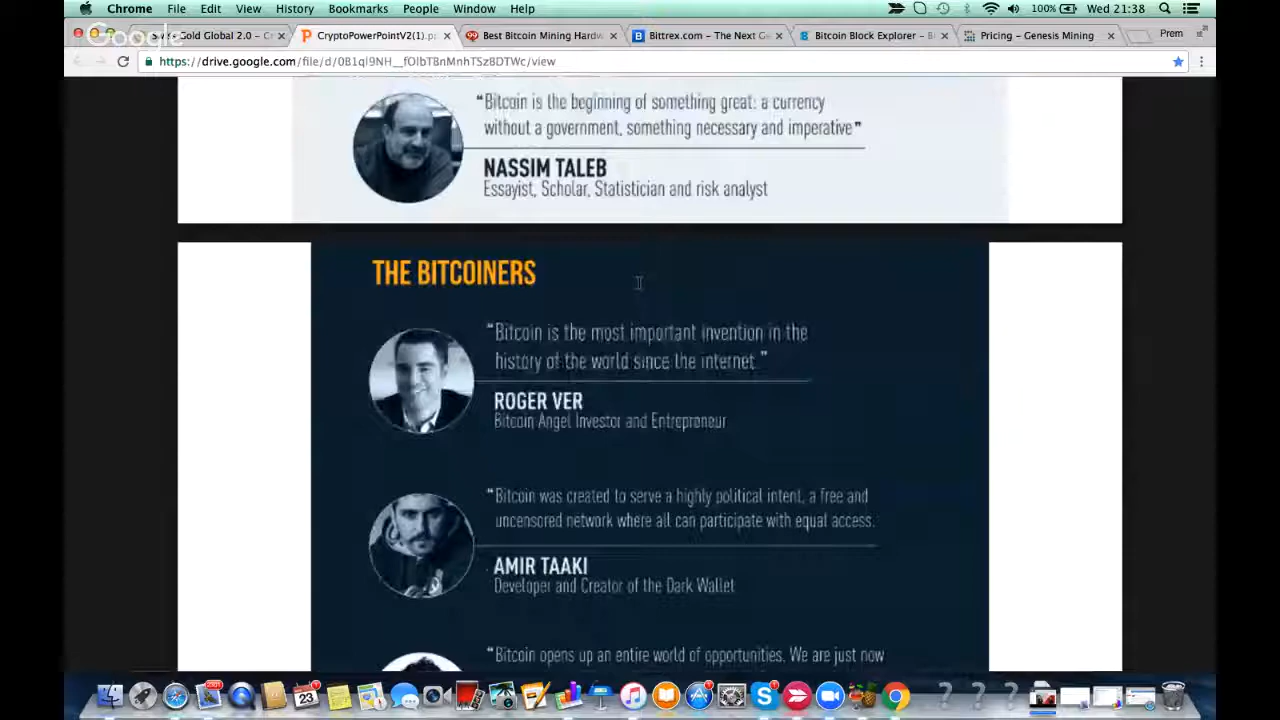 Chrome File Edit View History Bookmarks People Window Help 100% Wed 21:38
Google
Gold Global 2.0 – C
CryptoPowerPointV2(1).p
Best Bitcoin Mining Hardw
Bittrex.com – The Next Ge
Bitcoin Block Explorer – Bl
Pricing – Genesis Mining
Prem
https://drive.google.com/file/d/
/view
“Bitcoin is the beginning of something great: a currency
without a government, something necessary and imperative”
NASSIM TALEB
Essayist, Scholar, Statistician and risk analyst
THE BITCOINERS
“Bitcoin is the most important invention in the
history of the world since the internet.”
ROGER VER
Bitcoin Angel Investor and Entrepreneur
“Bitcoin was created to serve a highly political intent, a free and
uncensored network where all can participate with equal access.
AMIR TAAKI
Developer and Creator of the Dark Wallet
“Bitcoin opens up an entire world of opportunities. We are just now
23